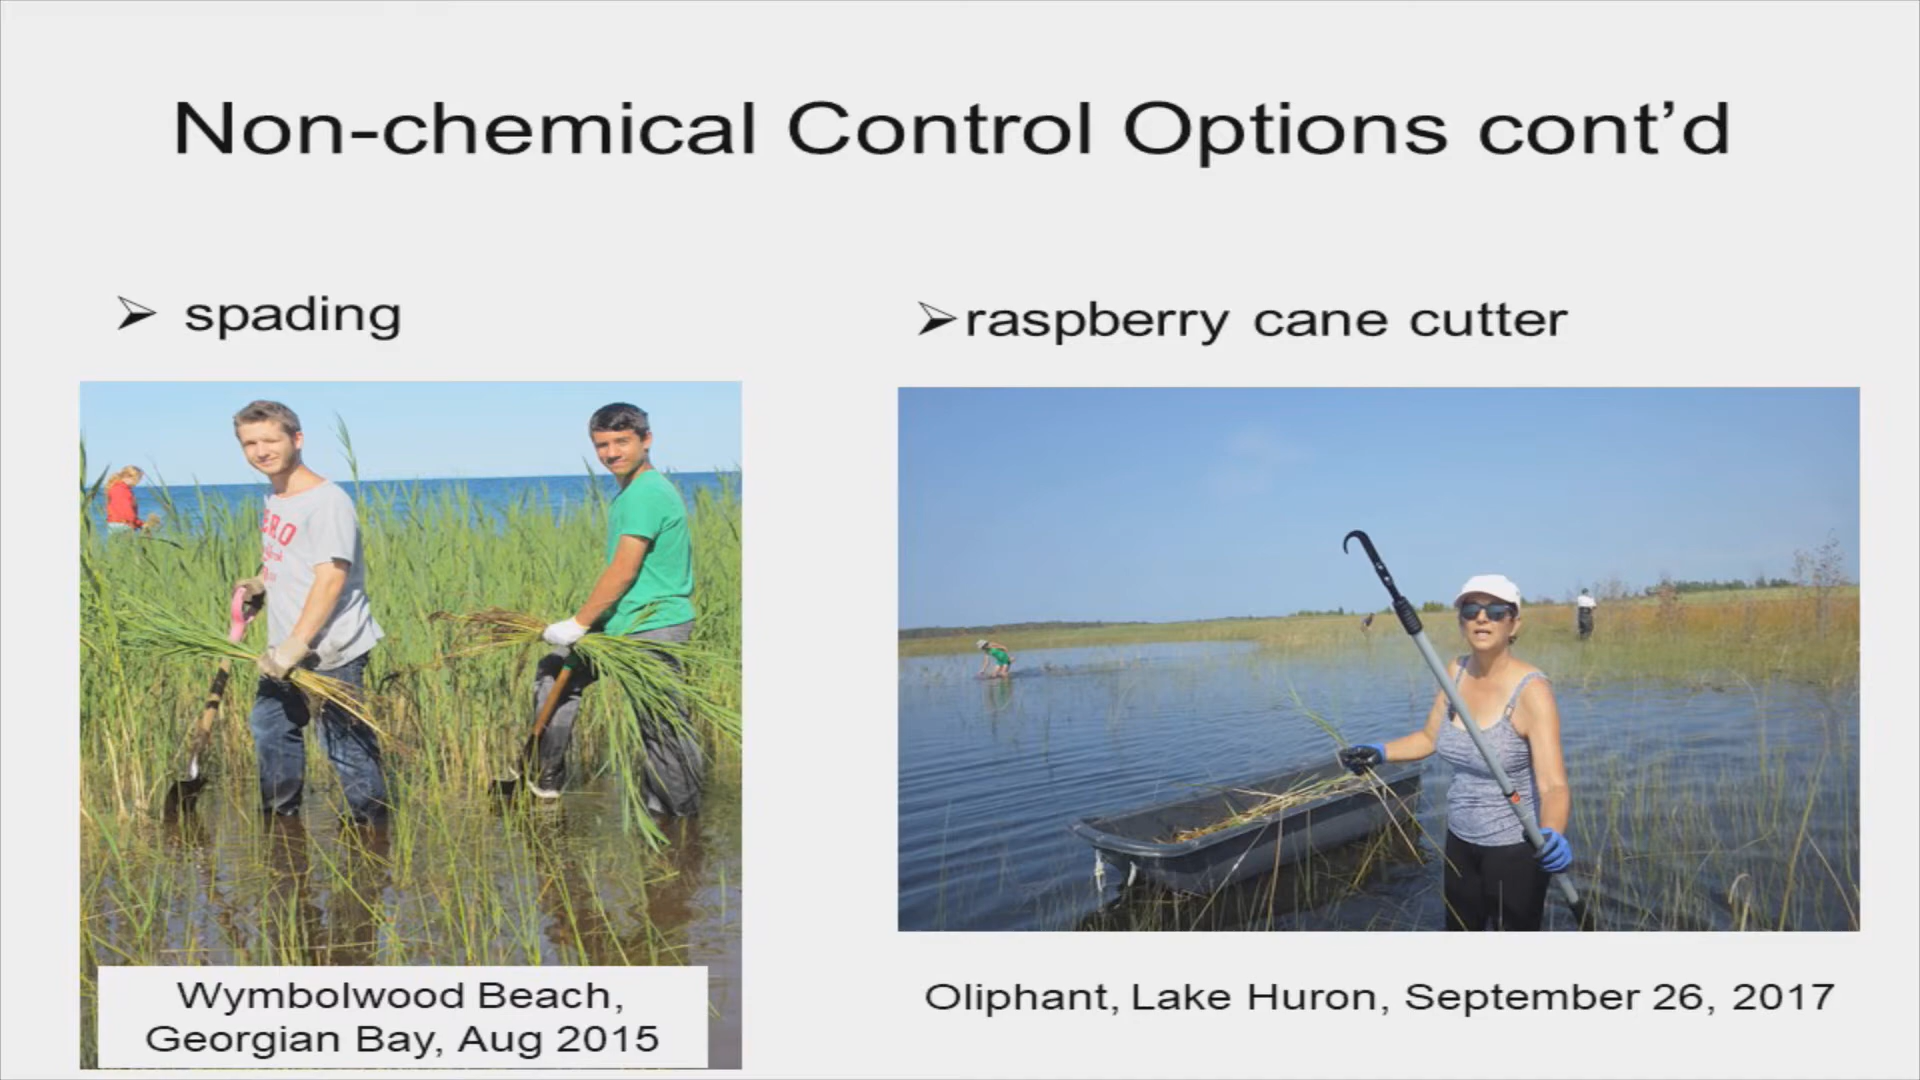 Non-chemical Control Options cont’d
➢ spading
➢raspberry cane cutter
Wymbolwood Beach,
Georgian Bay, Aug 2015
Oliphant, Lake Huron, September 26, 2017